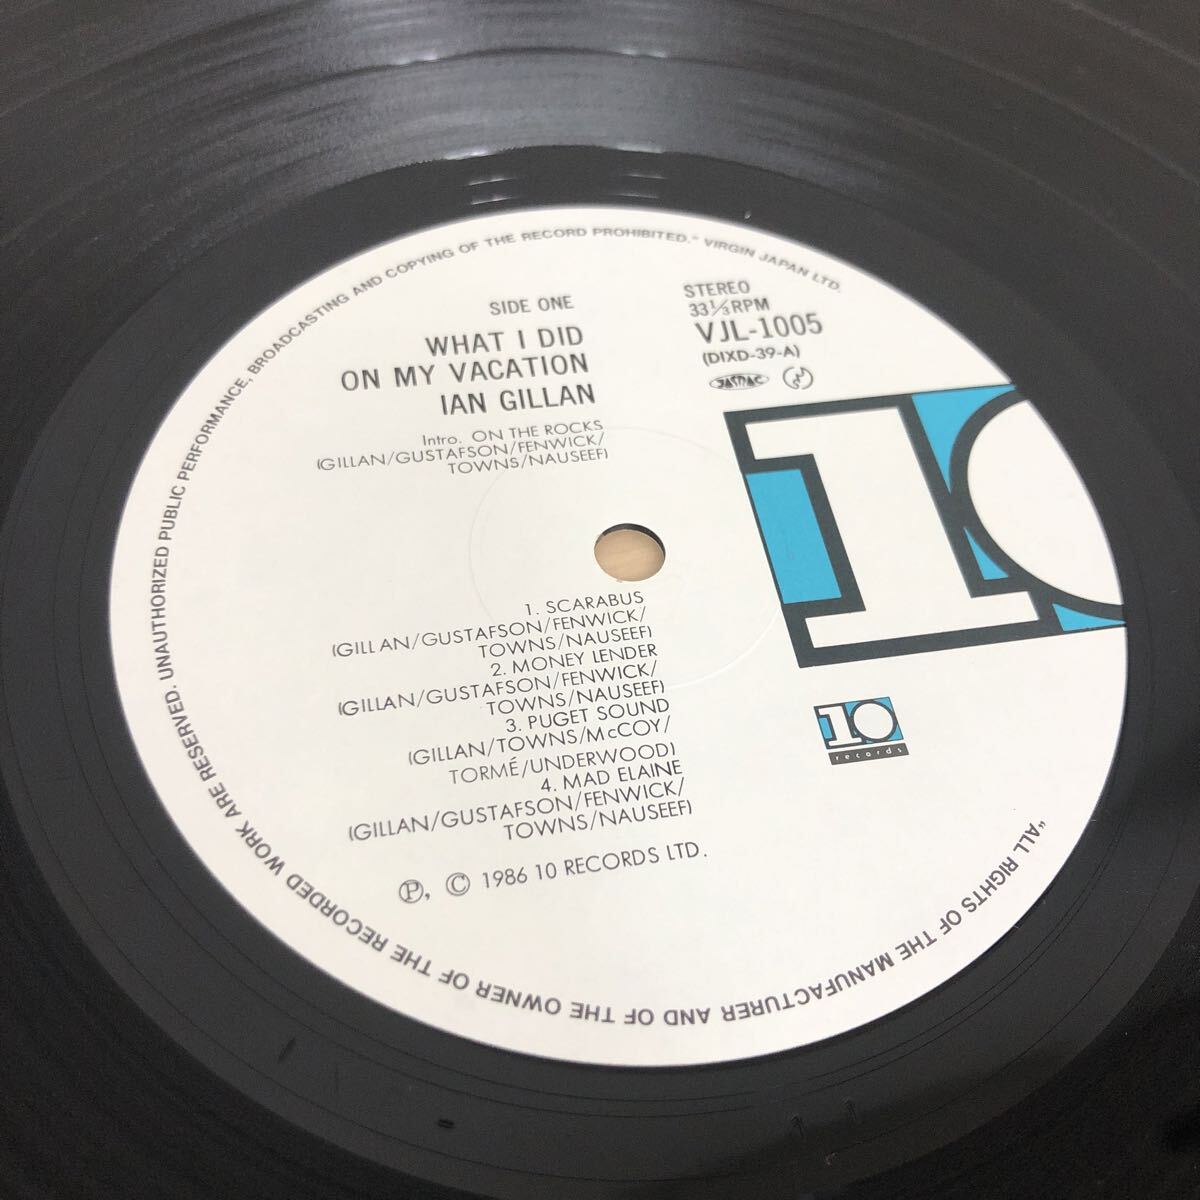 SIDE ONE
WHAT I DID
ON MY VACATION
IAN GILLAN
Intro. ON THE ROCKS
(GILLAN/GUSTAFSON/FENWICK/
TOWNS/NAUSEEF)
STEREO
33⅓RPM
VJL-1005
(DIXD-39-A)
JASRAC
10
1. SCARABUS
(GILLAN/GUSTAFSON/FENWICK/
TOWNS/NAUSEEF)
2. MONEY LENDER
(GILLAN/GUSTAFSON/FENWICK/
TOWNS/NAUSEEF)
3. PUGET SOUND
(GILLAN/TOWNS/McCOY/
TORMÉ/UNDERWOOD)
4. MAD ELAINE
(GILLAN/GUSTAFSON/FENWICK/
TOWNS/NAUSEEF)
10
records
Ⓟ, © 1986 10 RECORDS LTD.
"ALL RIGHTS OF THE MANUFACTURER AND OF THE OWNER OF THE RECORDED WORK ARE RESERVED. UNAUTHORIZED PUBLIC PERFORMANCE, BROADCASTING AND COPYING OF THE RECORD PROHIBITED." VIRGIN JAPAN LTD.